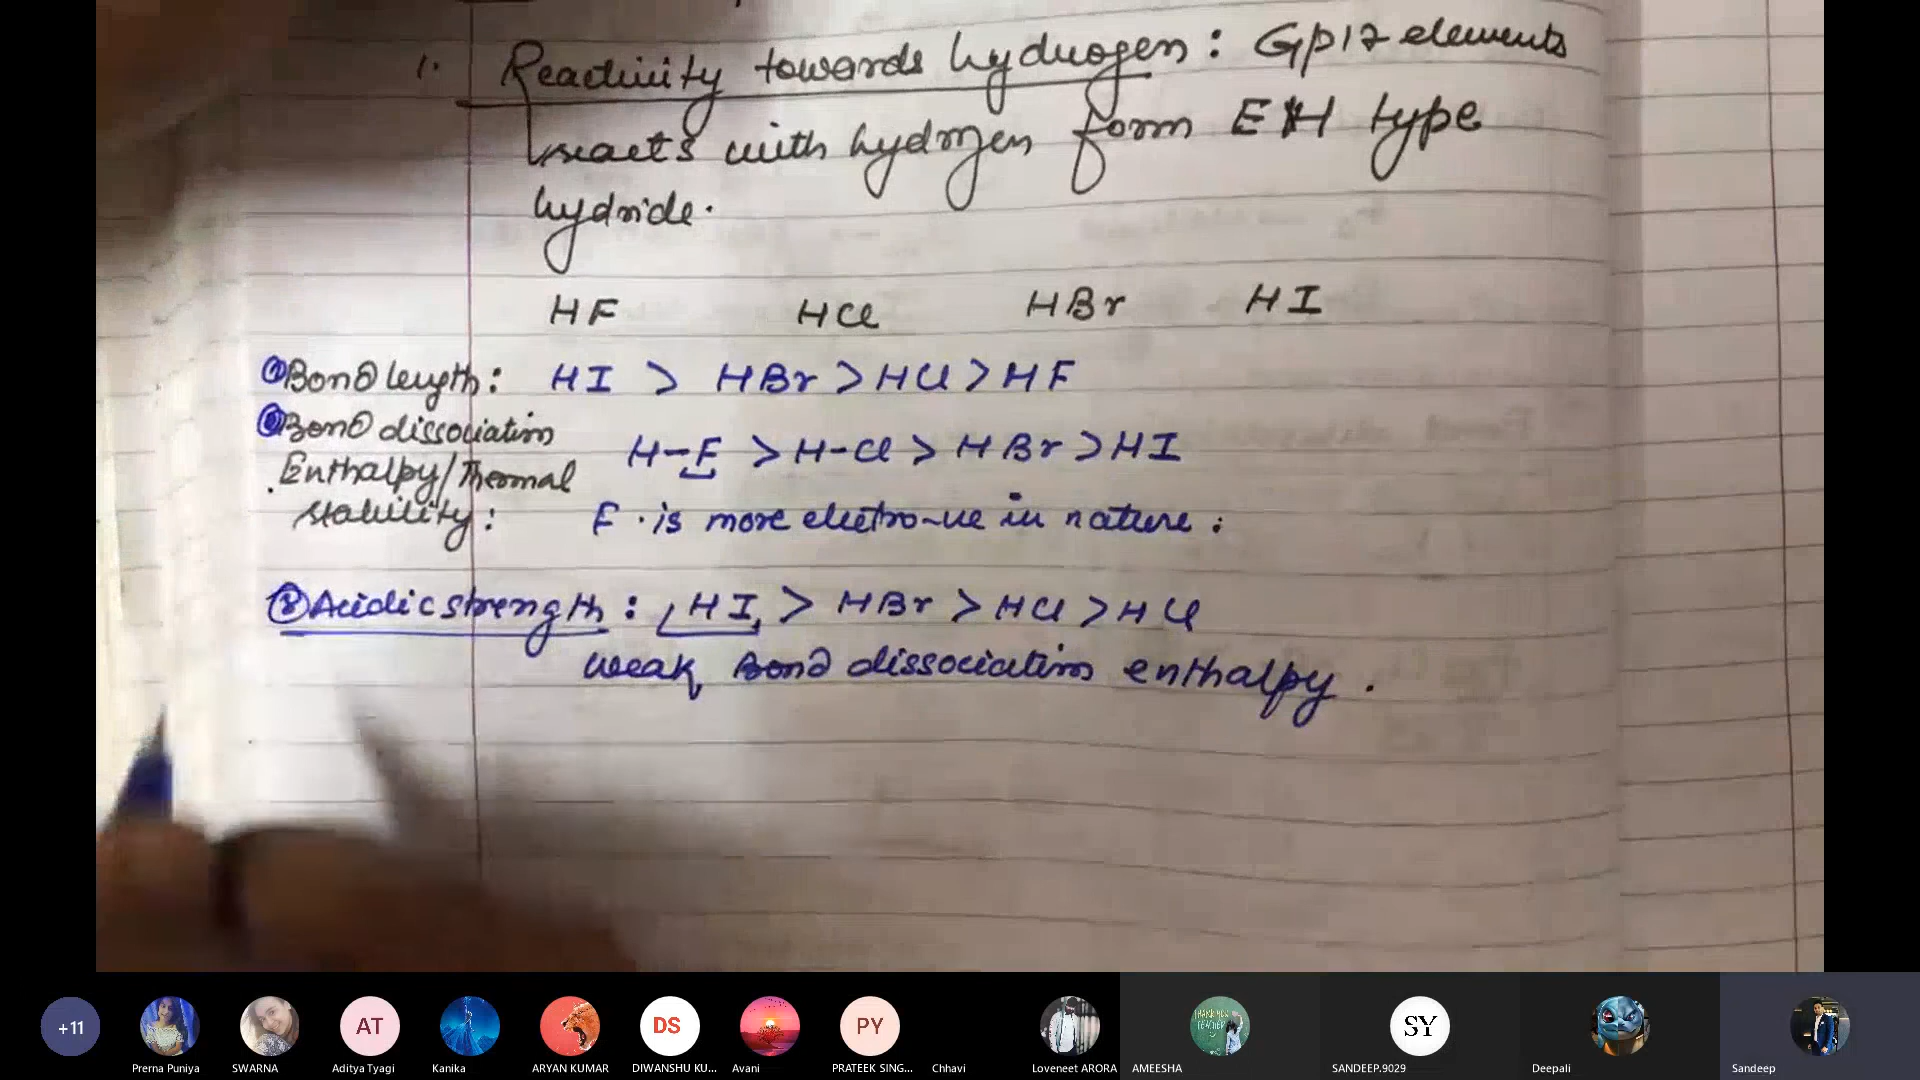 1. Reactivity towards hydrogen: Gp17 elements
reacts with hydrogen form EH type
hydride.
HF HCl HBr HI
① Bond length: HI > HBr > HCl > HF
② Bond dissociation
Enthalpy/Thermal
stability: H-F > H-Cl > HBr > HI
F is more electro-ve in nature:
③ Acidic strength: HI > HBr > HCl > HCl
weak Bond dissociation enthalpy.
+11
AT
DS
PY
SY
Prerna Puniya
SWARNA
Aditya Tyagi
Kanika
ARYAN KUMAR
DIWANSHU KU...
Avani
PRATEEK SING...
Chhavi
Loveneet ARORA
AMEESHA
SANDEEP.9029
Deepali
Sandeep